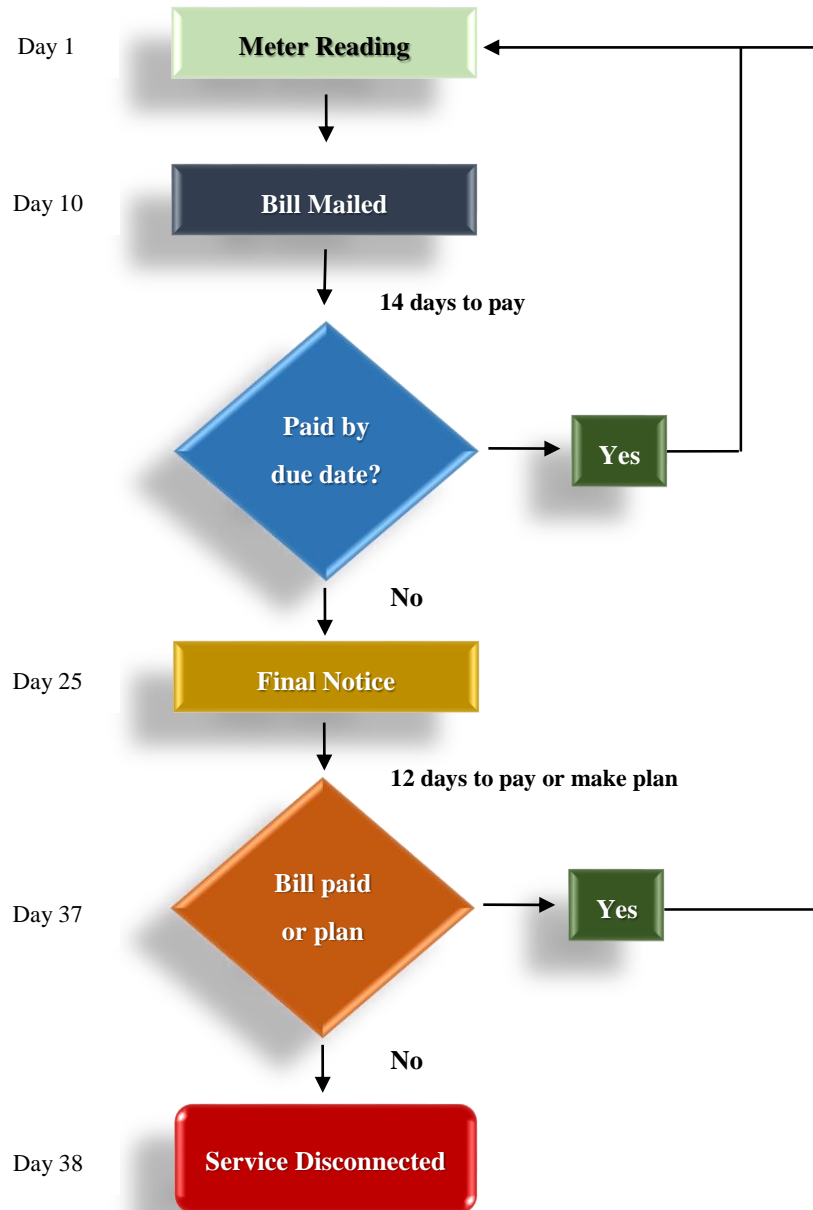 Day 1
Meter Reading
Day 10
Bill Mailed
14 days to pay
Paid by
due date?
Yes
No
Day 25
Final Notice
12 days to pay or make plan
Bill paid
or plan
Day 37
Yes
No
Day 38
Service Disconnected